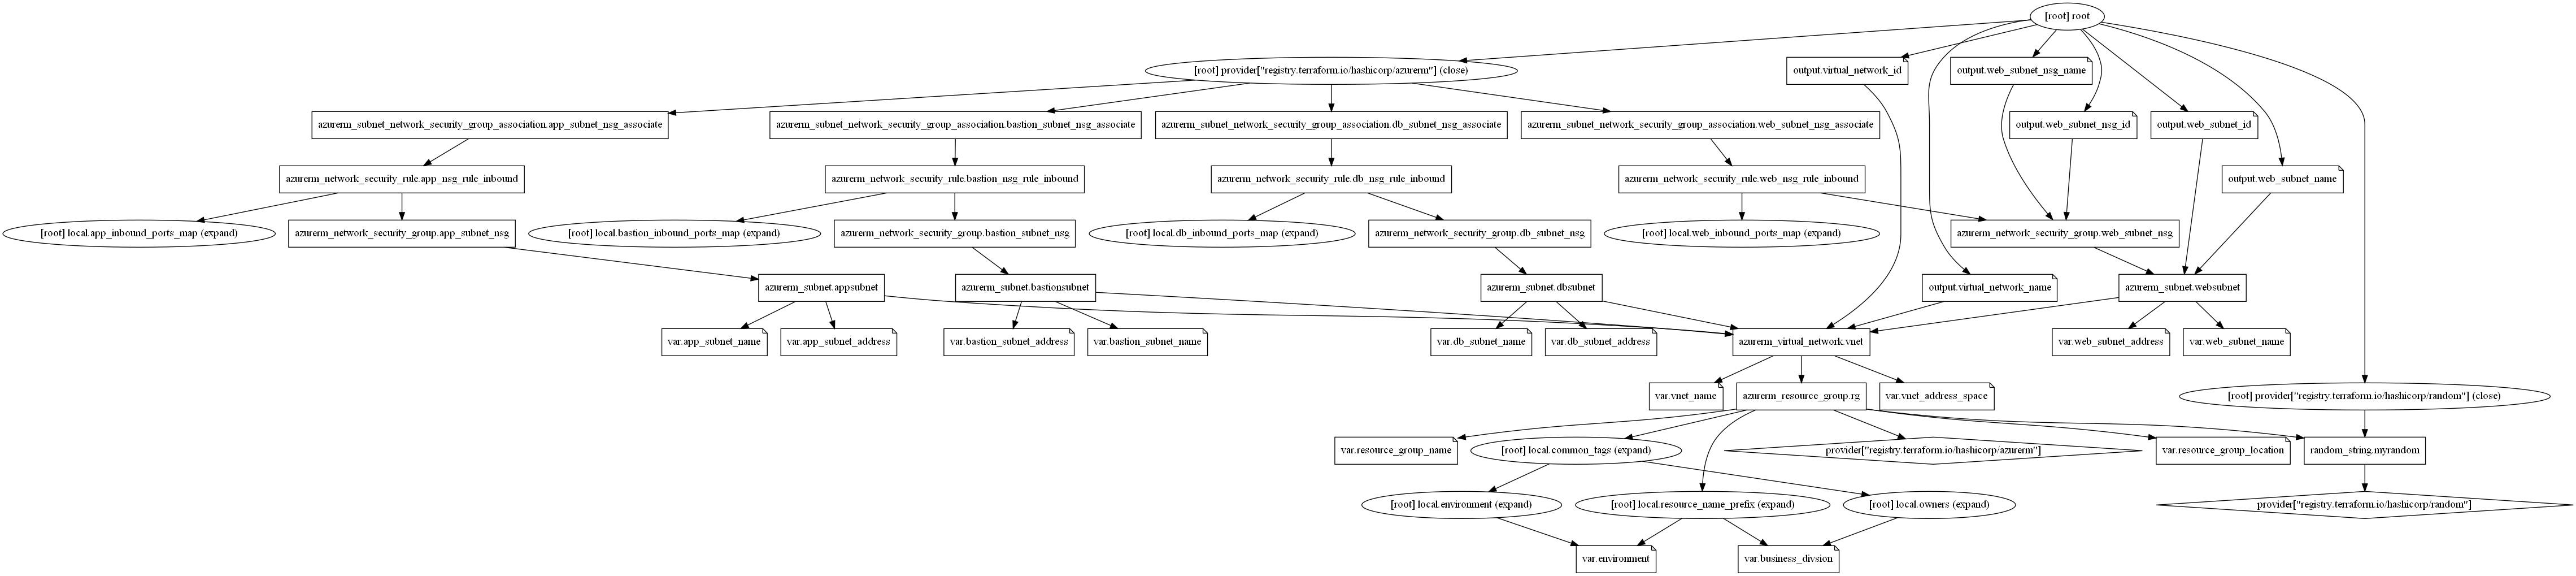 [root] root
[root] provider["registry.terraform.io/hashicorp/azurerm"] (close)
output.virtual_network_id
output.web_subnet_nsg_name
azurerm_subnet_network_security_group_association.app_subnet_nsg_associate
azurerm_subnet_network_security_group_association.bastion_subnet_nsg_associate
azurerm_subnet_network_security_group_association.db_subnet_nsg_associate
azurerm_subnet_network_security_group_association.web_subnet_nsg_associate
output.web_subnet_nsg_id
output.web_subnet_id
azurerm_network_security_rule.app_nsg_rule_inbound
azurerm_network_security_rule.bastion_nsg_rule_inbound
azurerm_network_security_rule.db_nsg_rule_inbound
azurerm_network_security_rule.web_nsg_rule_inbound
output.web_subnet_name
[root] local.app_inbound_ports_map (expand)
azurerm_network_security_group.app_subnet_nsg
[root] local.bastion_inbound_ports_map (expand)
azurerm_network_security_group.bastion_subnet_nsg
[root] local.db_inbound_ports_map (expand)
azurerm_network_security_group.db_subnet_nsg
[root] local.web_inbound_ports_map (expand)
azurerm_network_security_group.web_subnet_nsg
azurerm_subnet.appsubnet
azurerm_subnet.bastionsubnet
azurerm_subnet.dbsubnet
output.virtual_network_name
azurerm_subnet.websubnet
var.app_subnet_name
var.app_subnet_address
var.bastion_subnet_address
var.bastion_subnet_name
var.db_subnet_name
var.db_subnet_address
azurerm_virtual_network.vnet
var.web_subnet_address
var.web_subnet_name
var.vnet_name
azurerm_resource_group.rg
var.vnet_address_space
[root] provider["registry.terraform.io/hashicorp/random"] (close)
var.resource_group_name
[root] local.common_tags (expand)
provider["registry.terraform.io/hashicorp/azurerm"]
var.resource_group_location
random_string.myrandom
[root] local.environment (expand)
[root] local.resource_name_prefix (expand)
[root] local.owners (expand)
provider["registry.terraform.io/hashicorp/random"]
var.environment
var.business_divsion